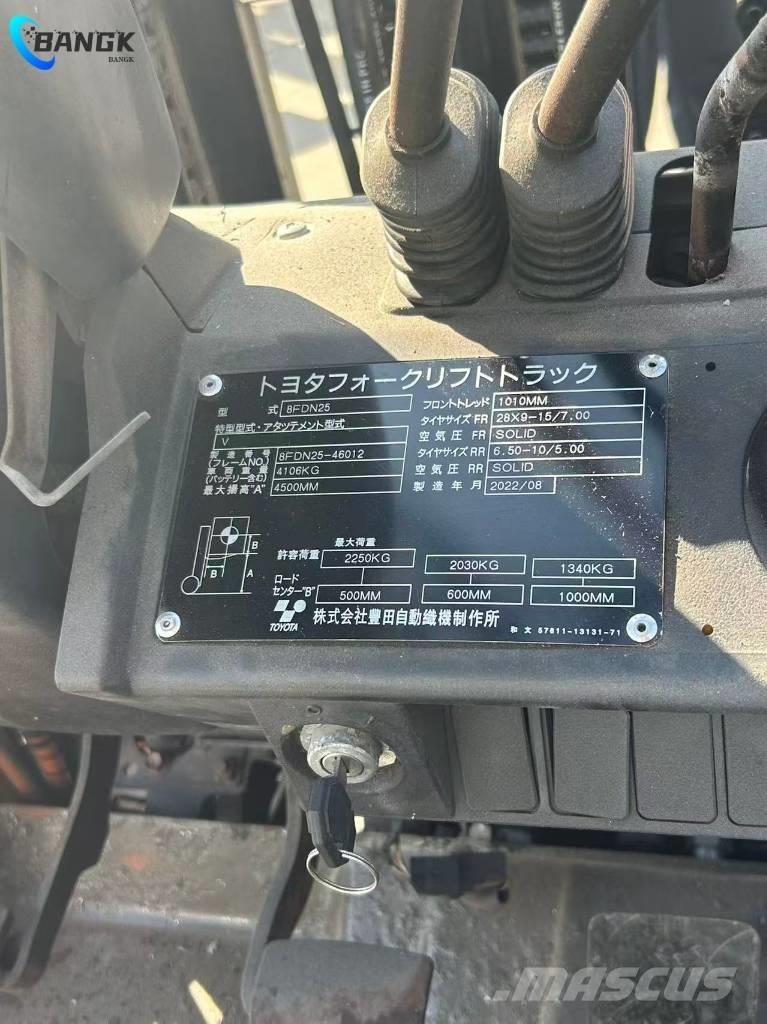 BANGK
BANGK
IN PRC
トヨタフォークリフトトラック
型 式 8FDN25
特型型式・アタツチメント型式
V
製造番号 (フレームNO.) 8FDN25-46012
車両重量 (バッテリー含む) 4106KG
最大揚高"A" 4500MM
フロントトレッド 1010MM
タイヤサイズ FR 28X9-15/7.00
空気圧 FR SOLID
タイヤサイズ RR 6.50-10/5.00
空気圧 RR SOLID
製造年月 2022/08
B
B A
最大荷重
許容荷重 2250KG 2030KG 1340KG
ロードセンター"B" 500MM 600MM 1000MM
TOYOTA 株式会社豊田自動織機製作所
和文 57611-13131-71
MASCUS